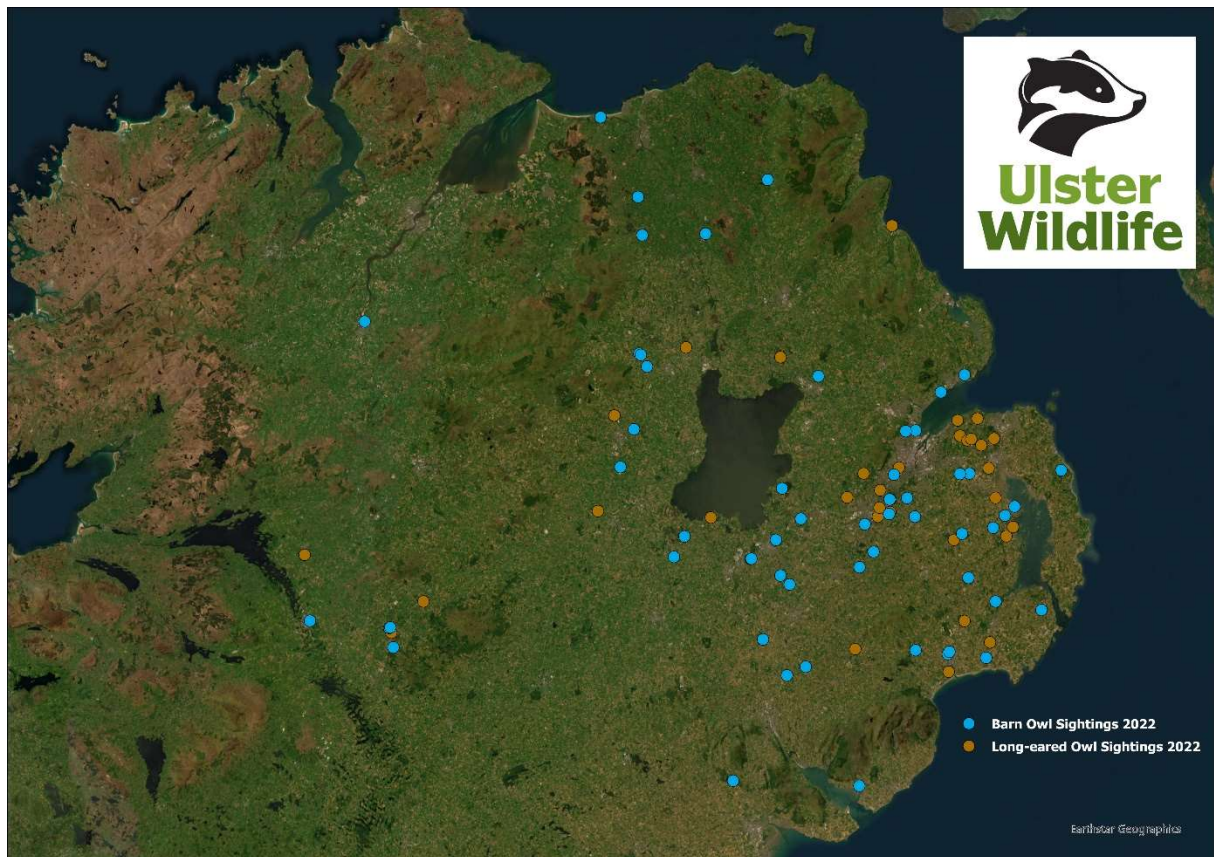 Ulster
Wildlife
Barn Owl Sightings 2022
Long-eared Owl Sightings 2022
Earthstar Geographics